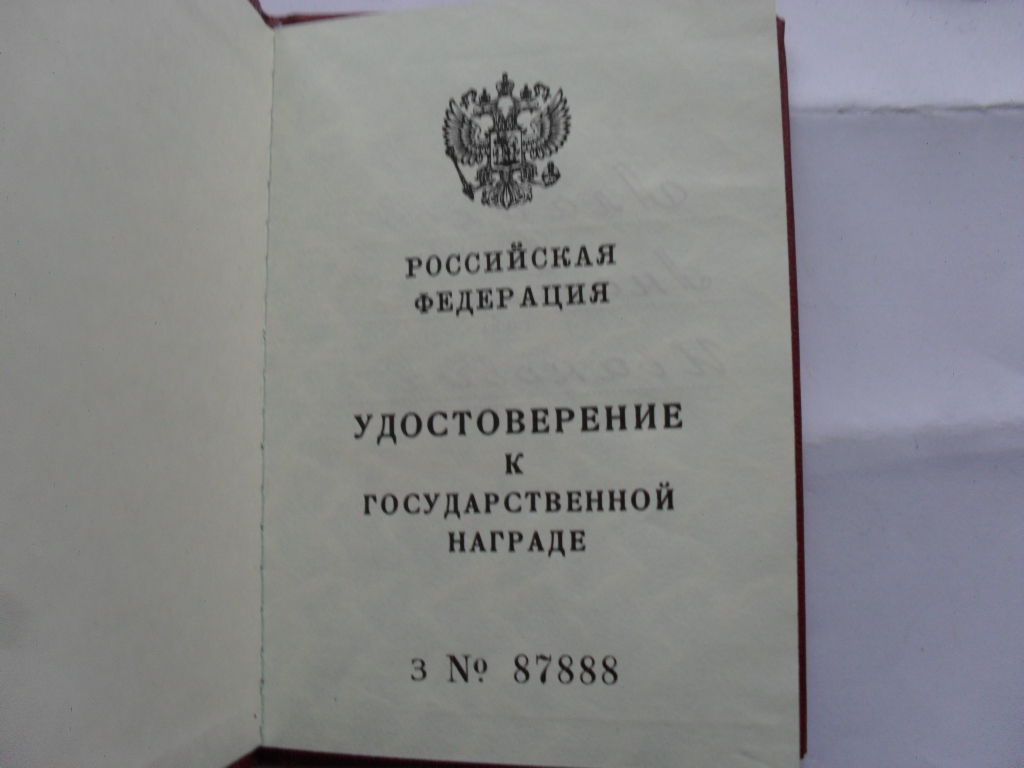 РОССИЙСКАЯ
ФЕДЕРАЦИЯ
УДОСТОВЕРЕНИЕ
К
ГОСУДАРСТВЕННОЙ
НАГРАДЕ
З № 87888